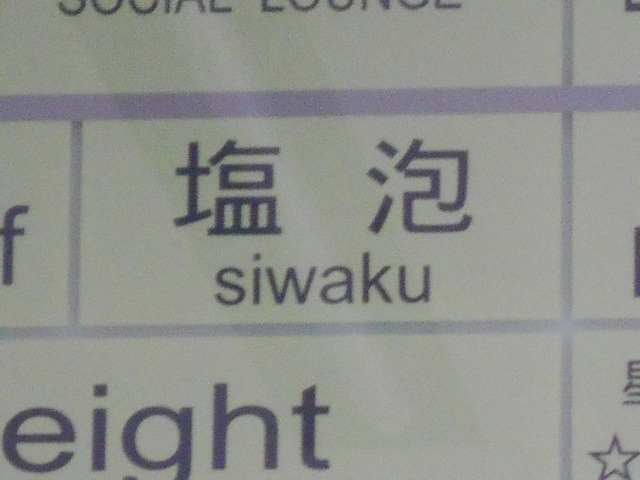 SOCIAL LOUNGE
f
塩 泡
siwaku
eight
☆